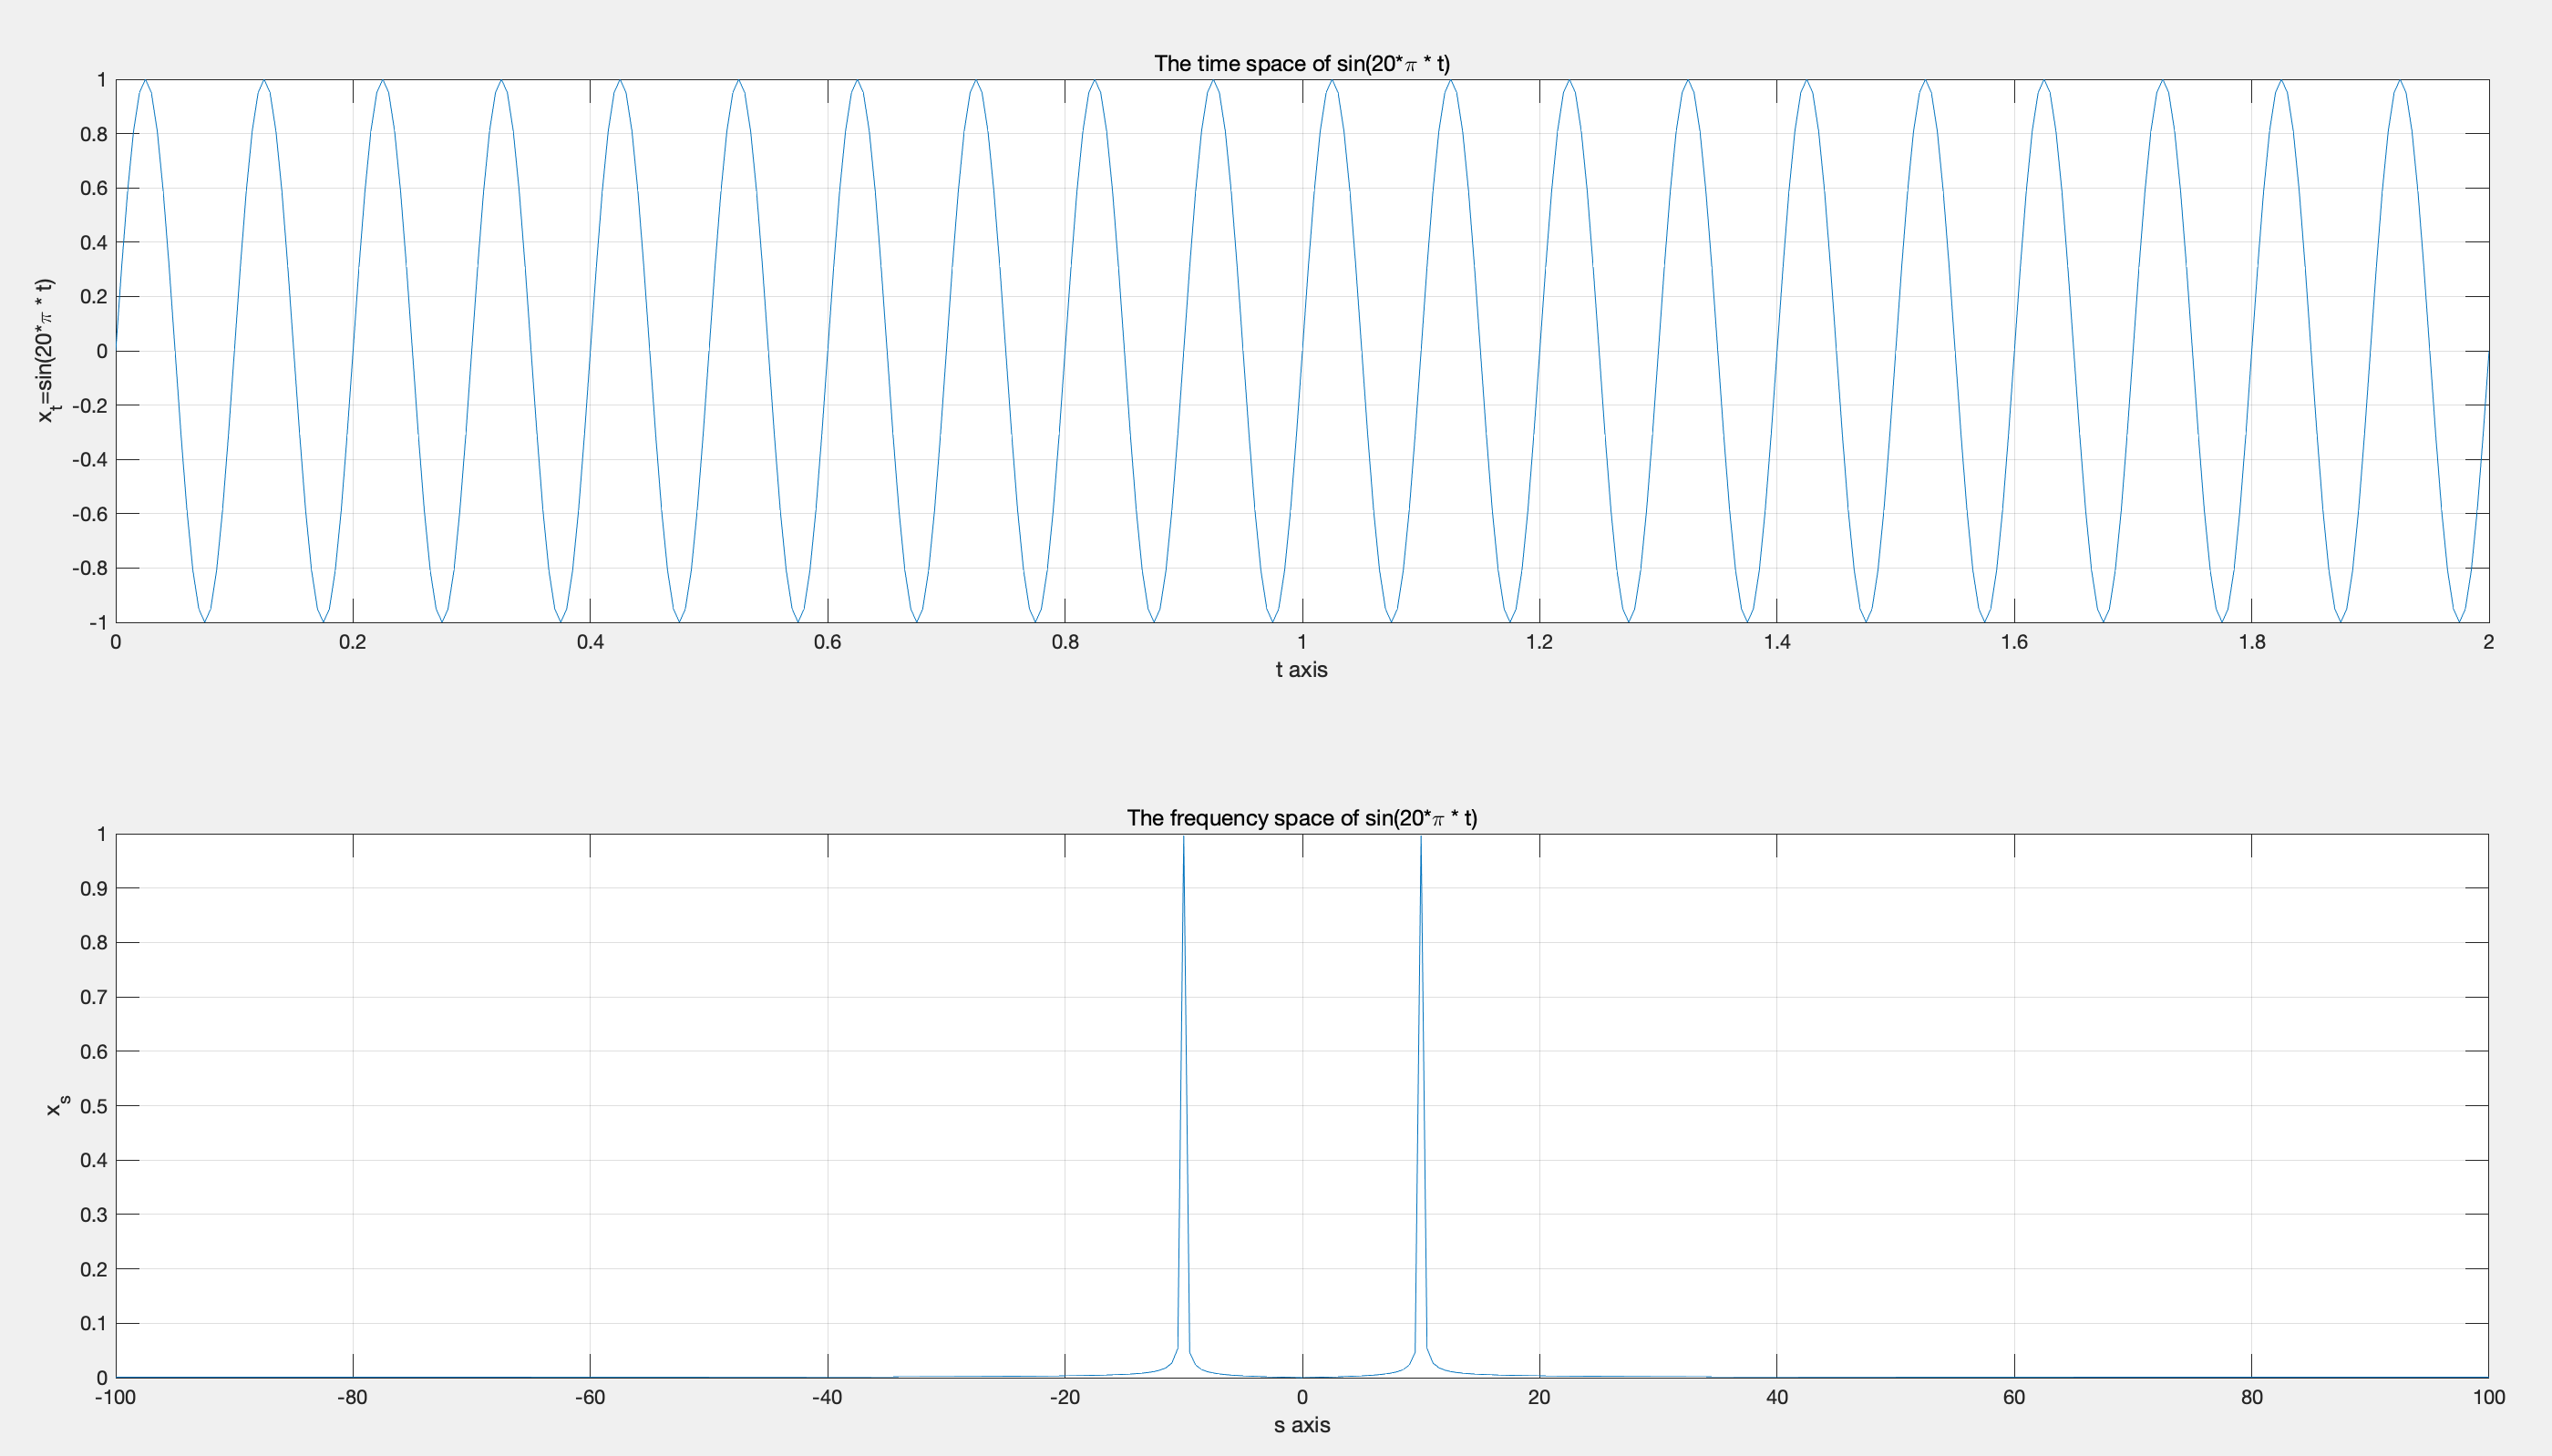 The time space of sin(20*π * t)
1
0.8
0.6
0.4
0.2
0
-0.2
-0.4
-0.6
-0.8
-1
x_t=sin(20*π * t)
0 0.2 0.4 0.6 0.8 1 1.2 1.4 1.6 1.8 2
t axis
The frequency space of sin(20*π * t)
1
0.9
0.8
0.7
0.6
0.5
0.4
0.3
0.2
0.1
0
x_s
-100 -80 -60 -40 -20 0 20 40 60 80 100
s axis